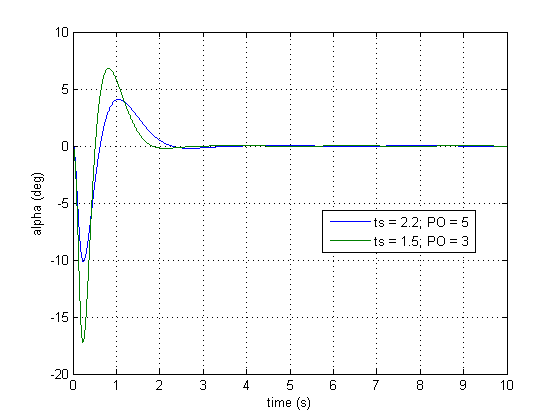 10
5
0
-5
-10
-15
-20
alpha (deg)
ts = 2.2; PO = 5
ts = 1.5; PO = 3
0 1 2 3 4 5 6 7 8 9 10
time (s)